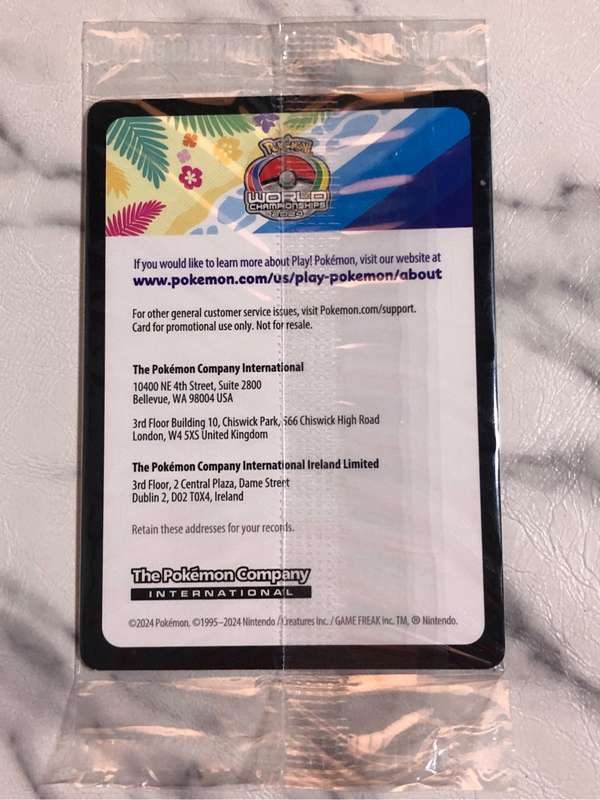 POKÉMON
WORLD
CHAMPIONSHIPS
2024
If you would like to learn more about Play! Pokémon, visit our website at
www.pokemon.com/us/play-pokemon/about
For other general customer service issues, visit Pokemon.com/support.
Card for promotional use only. Not for resale.
The Pokémon Company International
10400 NE 4th Street, Suite 2800
Bellevue, WA 98004 USA
3rd Floor Building 10, Chiswick Park, 566 Chiswick High Road
London, W4 5XS United Kingdom
The Pokémon Company International Ireland Limited
3rd Floor, 2 Central Plaza, Dame Street
Dublin 2, D02 T0X4, Ireland
Retain these addresses for your records.
The Pokémon Company
INTERNATIONAL
©2024 Pokémon. ©1995–2024 Nintendo / Creatures Inc. / GAME FREAK inc. TM, ® Nintendo.